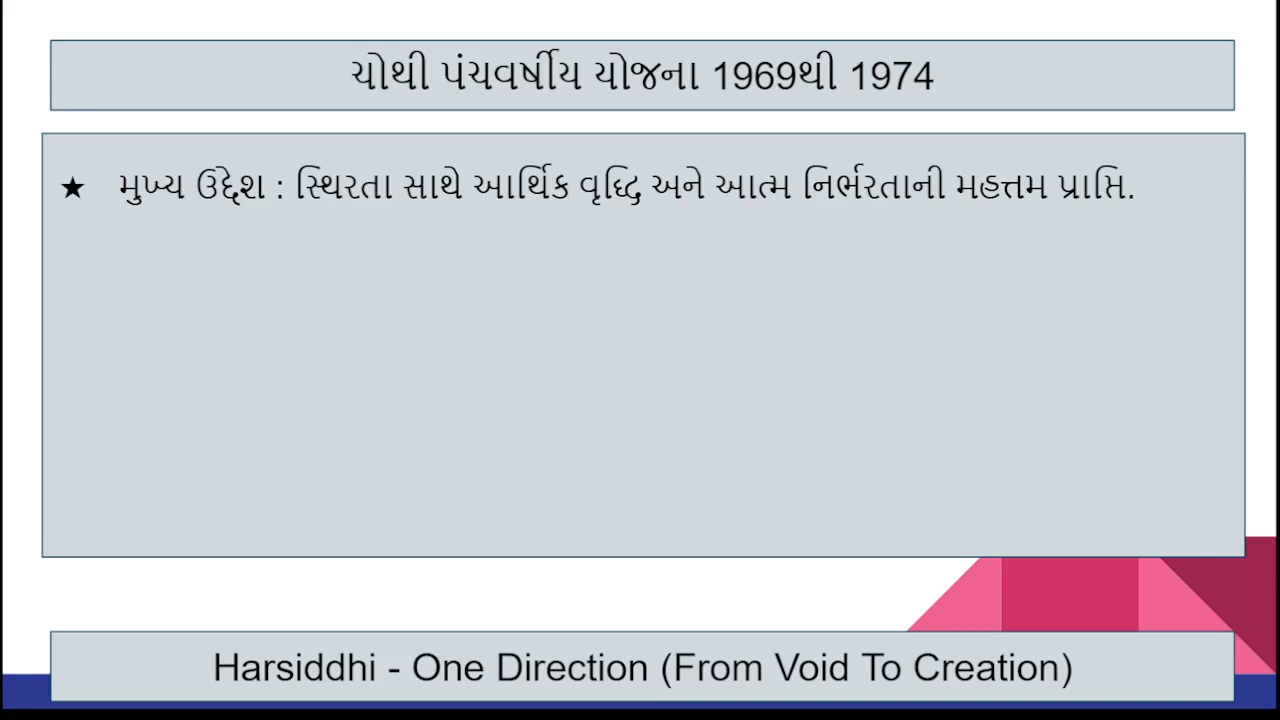 ચોથી પંચવર્ષીય યોજના 1969થી 1974
★ મુખ્ય ઉદ્દેશ : સ્થિરતા સાથે આર્થિક વૃદ્ધિ અને આત્મ નિર્ભરતાની મહત્તમ પ્રાપ્તિ.
Harsiddhi - One Direction (From Void To Creation)